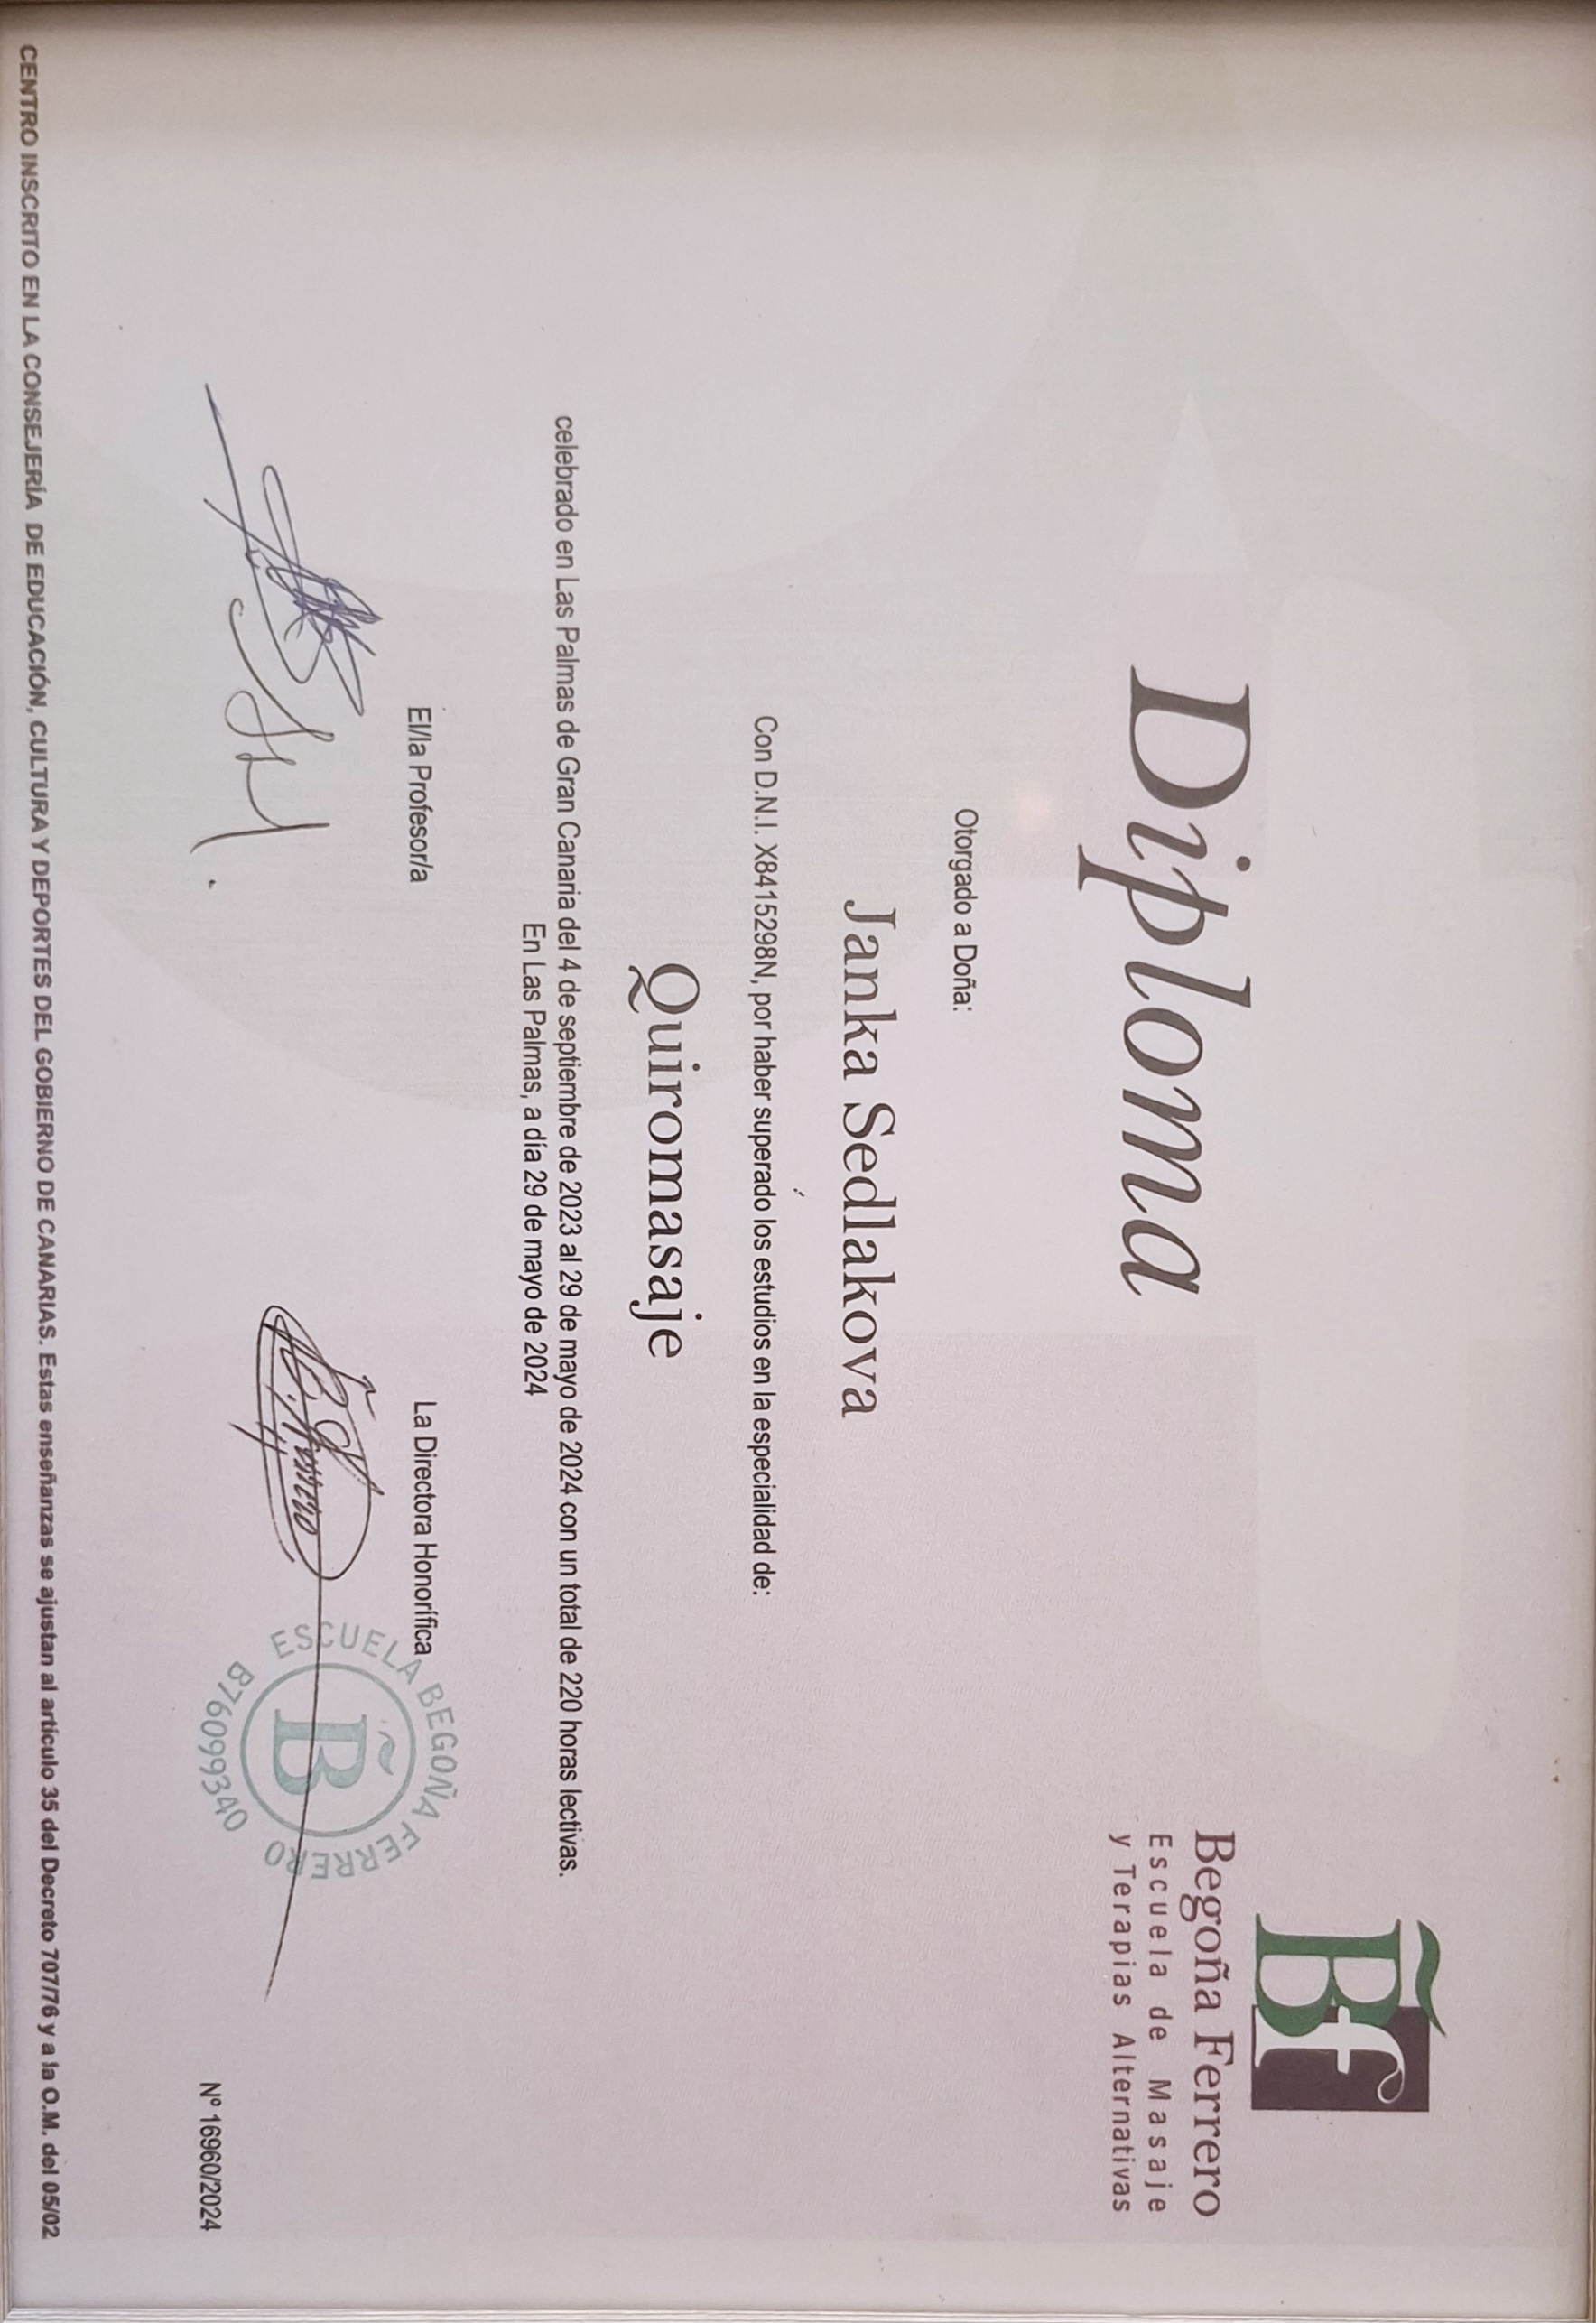 Bf
Begoña Ferrero
Escuela de Masaje
y Terapias Alternativas
Diploma
Otorgado a Doña:
Janka Sedlakova
Con D.N.I. X8415298N, por haber superado los estudios en la especialidad de:
Quiromasaje
celebrado en Las Palmas de Gran Canaria del 4 de septiembre de 2023 al 29 de mayo de 2024 con un total de 220 horas lectivas.
En Las Palmas, a día 29 de mayo de 2024
El/la Profesor/a
La Directora Honorífica
ESCUELA BEGOÑA FERRERO
B
B76099340
Nº 16960/2024
CENTRO INSCRITO EN LA CONSEJERÍA DE EDUCACIÓN, CULTURA Y DEPORTES DEL GOBIERNO DE CANARIAS. Estas enseñanzas se ajustan al artículo 35 del Decreto 707/76 y a la O.M. del 05/02